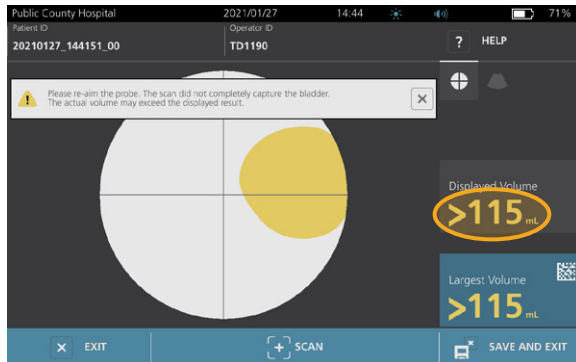 Public County Hospital 2021/01/27 14:44 71%
Patient ID Operator ID
20210127_144151_00 TD1190
? HELP
Please re-aim the probe. The scan did not completely capture the bladder.
The actual volume may exceed the displayed result.
Displayed Volume
>115 mL
Largest Volume
>115 mL
EXIT SCAN SAVE AND EXIT